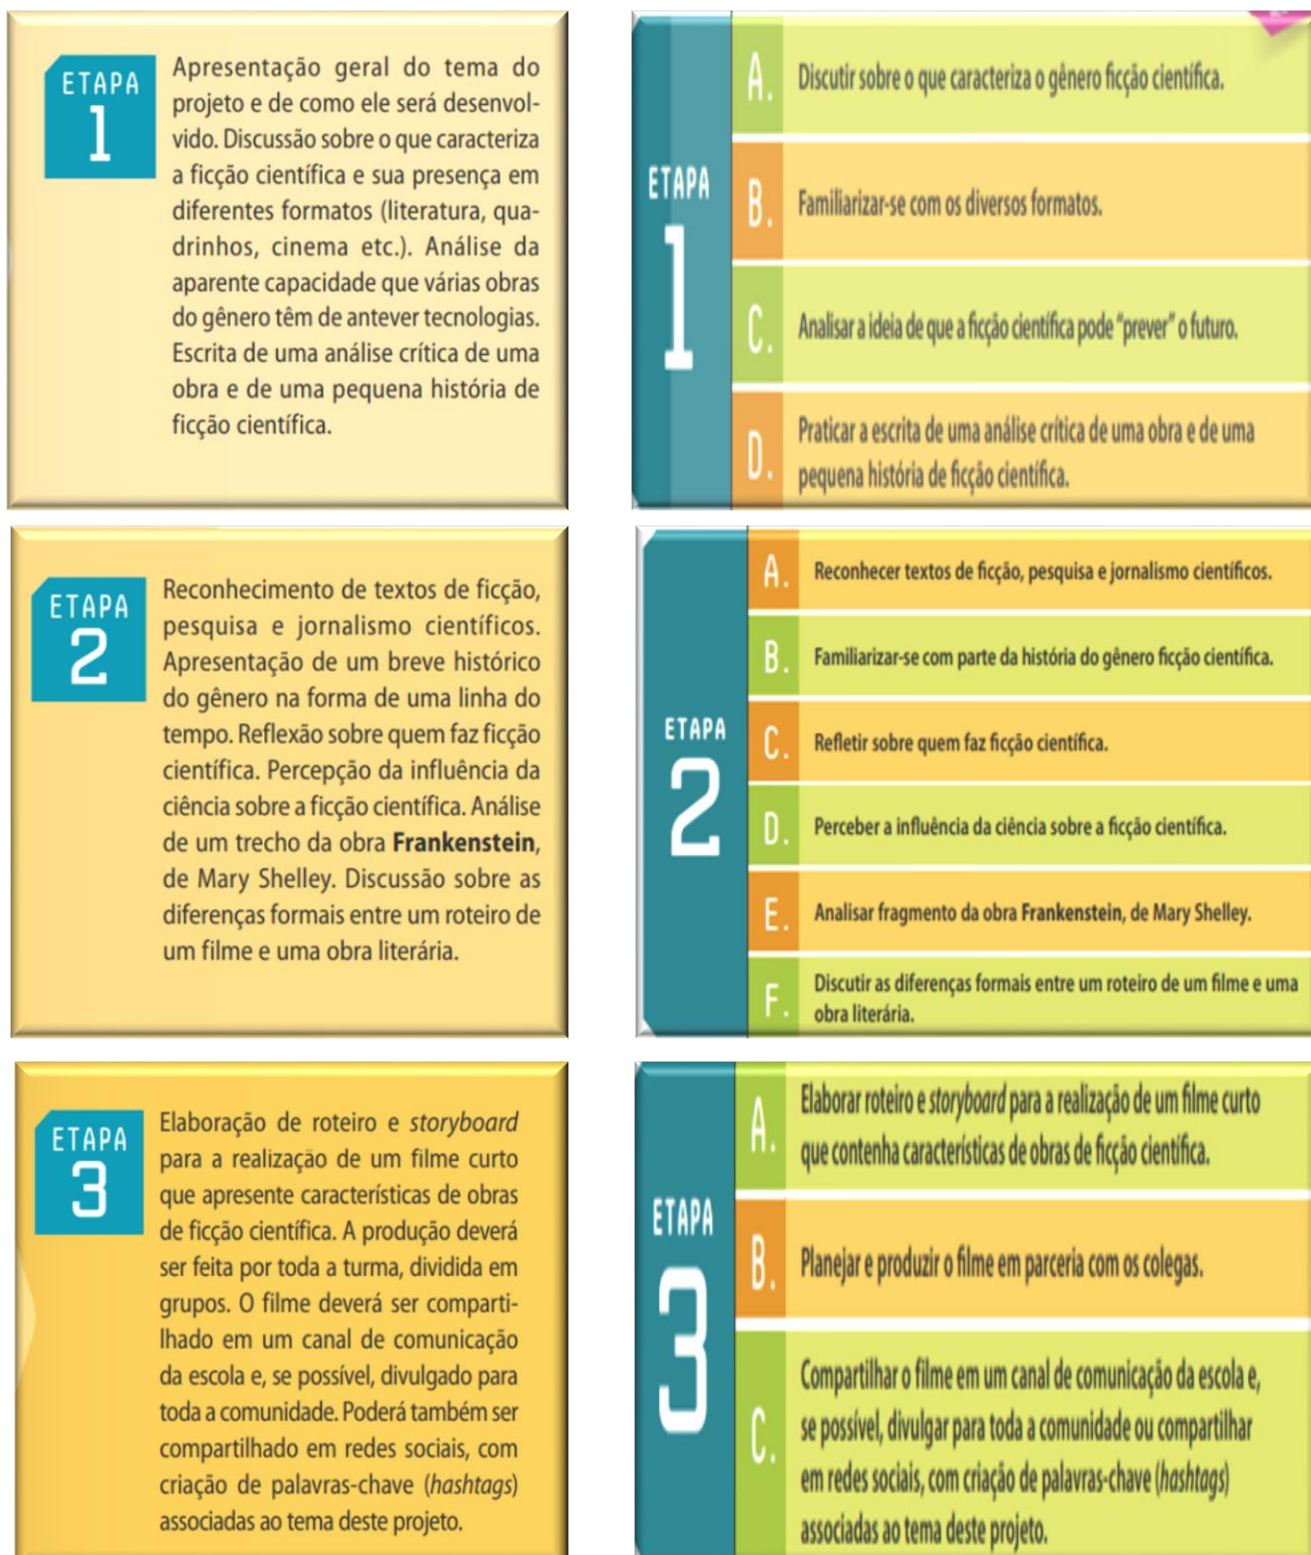 ETAPA
1
Apresentação geral do tema do
projeto e de como ele será desenvol-
vido. Discussão sobre o que caracteriza
a ficção científica e sua presença em
diferentes formatos (literatura, qua-
drinhos, cinema etc.). Análise da
aparente capacidade que várias obras
do gênero têm de antever tecnologias.
Escrita de uma análise crítica de uma
obra e de uma pequena história de
ficção científica.
ETAPA
1
A. Discutir sobre o que caracteriza o gênero ficção científica.
B. Familiarizar-se com os diversos formatos.
C. Analisar a ideia de que a ficção científica pode “prever” o futuro.
D. Praticar a escrita de uma análise crítica de uma obra e de uma
pequena história de ficção científica.
ETAPA
2
Reconhecimento de textos de ficção,
pesquisa e jornalismo científicos.
Apresentação de um breve histórico
do gênero na forma de uma linha do
tempo. Reflexão sobre quem faz ficção
científica. Percepção da influência da
ciência sobre a ficção científica. Análise
de um trecho da obra Frankenstein,
de Mary Shelley. Discussão sobre as
diferenças formais entre um roteiro de
um filme e uma obra literária.
ETAPA
2
A. Reconhecer textos de ficção, pesquisa e jornalismo científicos.
B. Familiarizar-se com parte da história do gênero ficção científica.
C. Refletir sobre quem faz ficção científica.
D. Perceber a influência da ciência sobre a ficção científica.
E. Analisar fragmento da obra Frankenstein, de Mary Shelley.
F. Discutir as diferenças formais entre um roteiro de um filme e uma
obra literária.
ETAPA
3
Elaboração de roteiro e storyboard
para a realização de um filme curto
que apresente características de obras
de ficção científica. A produção deverá
ser feita por toda a turma, dividida em
grupos. O filme deverá ser comparti-
lhado em um canal de comunicação
da escola e, se possível, divulgado para
toda a comunidade. Poderá também ser
compartilhado em redes sociais, com
criação de palavras-chave (hashtags)
associadas ao tema deste projeto.
ETAPA
3
A. Elaborar roteiro e storyboard para a realização de um filme curto
que contenha características de obras de ficção científica.
B. Planejar e produzir o filme em parceria com os colegas.
C. Compartilhar o filme em um canal de comunicação da escola e,
se possível, divulgar para toda a comunidade ou compartilhar
em redes sociais, com criação de palavras-chave (hashtags)
associadas ao tema deste projeto.